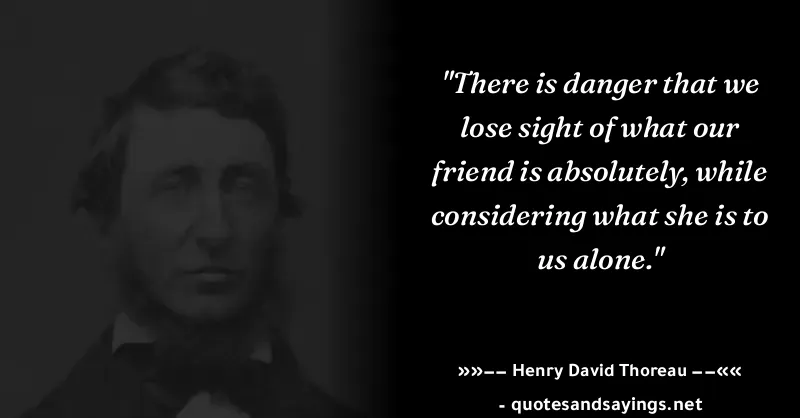 "There is danger that we
lose sight of what our
friend is absolutely, while
considering what she is to
us alone."
»»−− Henry David Thoreau −−««
- quotesandsayings.net